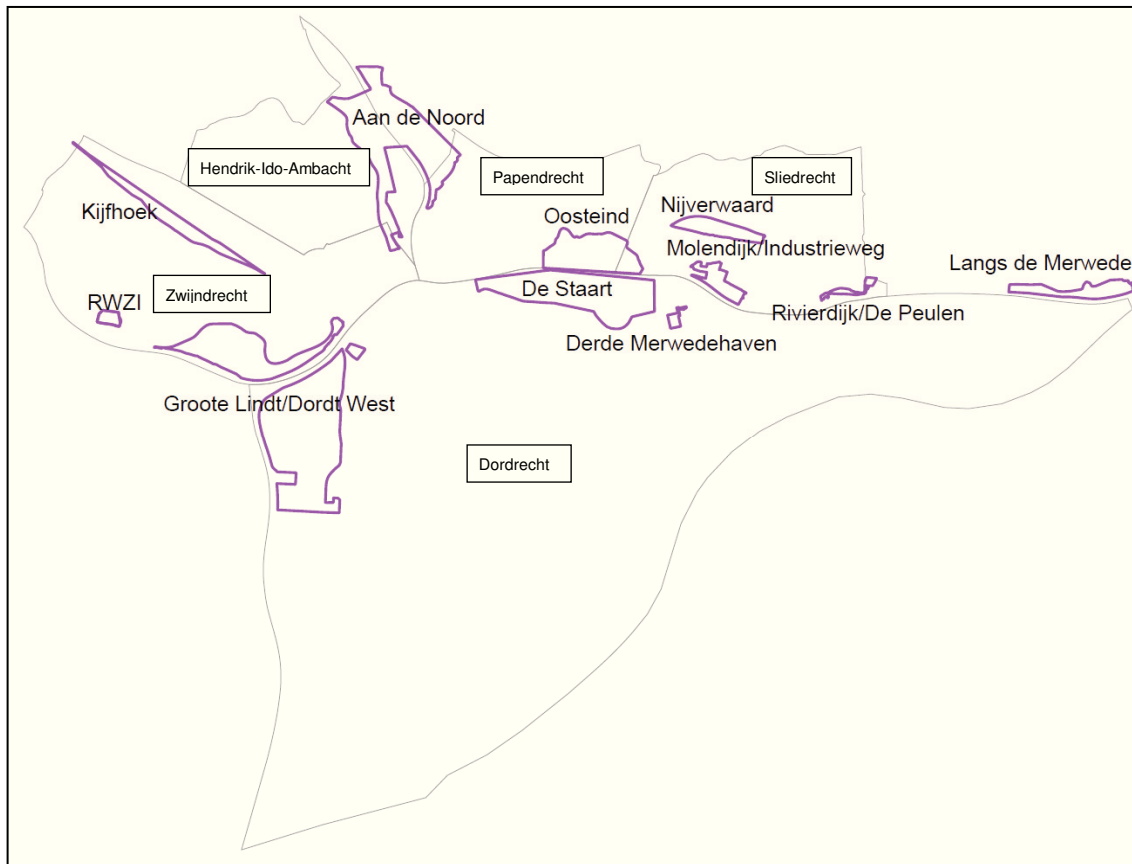 Aan de Noord
Hendrik-Ido-Ambacht
Papendrecht
Sliedrecht
Kijfhoek
Oosteind
Nijverwaard
Molendijk/Industrieweg
Langs de Merwede
Zwijndrecht
RWZI
De Staart
Rivierdijk/De Peulen
Derde Merwedehaven
Groote Lindt/Dordt West
Dordrecht